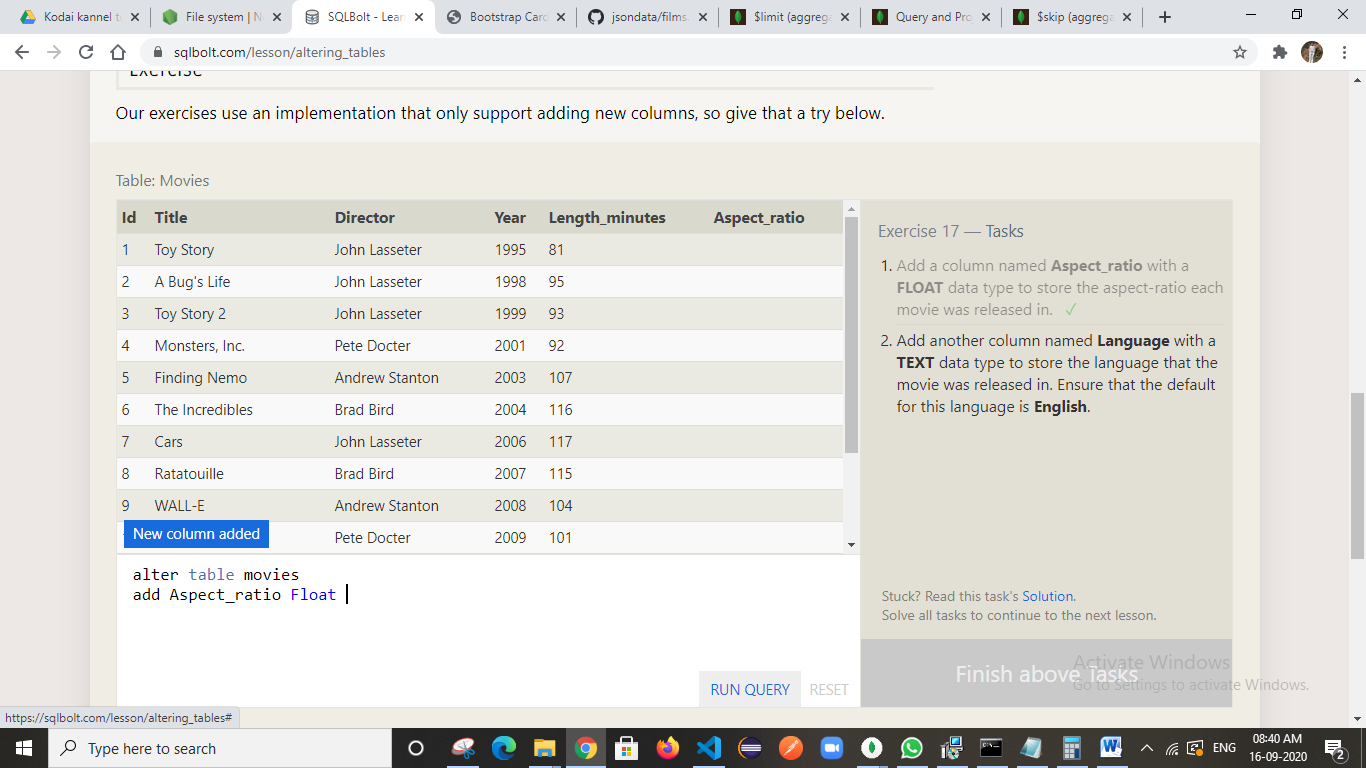 Kodai kannel t
File system | N
SQLBolt - Lear
Bootstrap Card
jsondata/films.
$limit (aggrega
Query and Pro
$skip (aggrega
sqlbolt.com/lesson/altering_tables
Exercise
Our exercises use an implementation that only support adding new columns, so give that a try below.
Table: Movies
Id Title Director Year Length_minutes Aspect_ratio
1 Toy Story John Lasseter 1995 81
2 A Bug's Life John Lasseter 1998 95
3 Toy Story 2 John Lasseter 1999 93
4 Monsters, Inc. Pete Docter 2001 92
5 Finding Nemo Andrew Stanton 2003 107
6 The Incredibles Brad Bird 2004 116
7 Cars John Lasseter 2006 117
8 Ratatouille Brad Bird 2007 115
9 WALL-E Andrew Stanton 2008 104
Pete Docter 2009 101
New column added
alter table movies
add Aspect_ratio Float
RUN QUERY RESET
Exercise 17 — Tasks
1. Add a column named Aspect_ratio with a
FLOAT data type to store the aspect-ratio each
movie was released in. ✓
2. Add another column named Language with a
TEXT data type to store the language that the
movie was released in. Ensure that the default
for this language is English.
Stuck? Read this task's Solution.
Solve all tasks to continue to the next lesson.
Finish above Tasks
Activate Windows
Go to Settings to activate Windows.
https://sqlbolt.com/lesson/altering_tables#
Type here to search
ENG
08:40 AM
16-09-2020
2